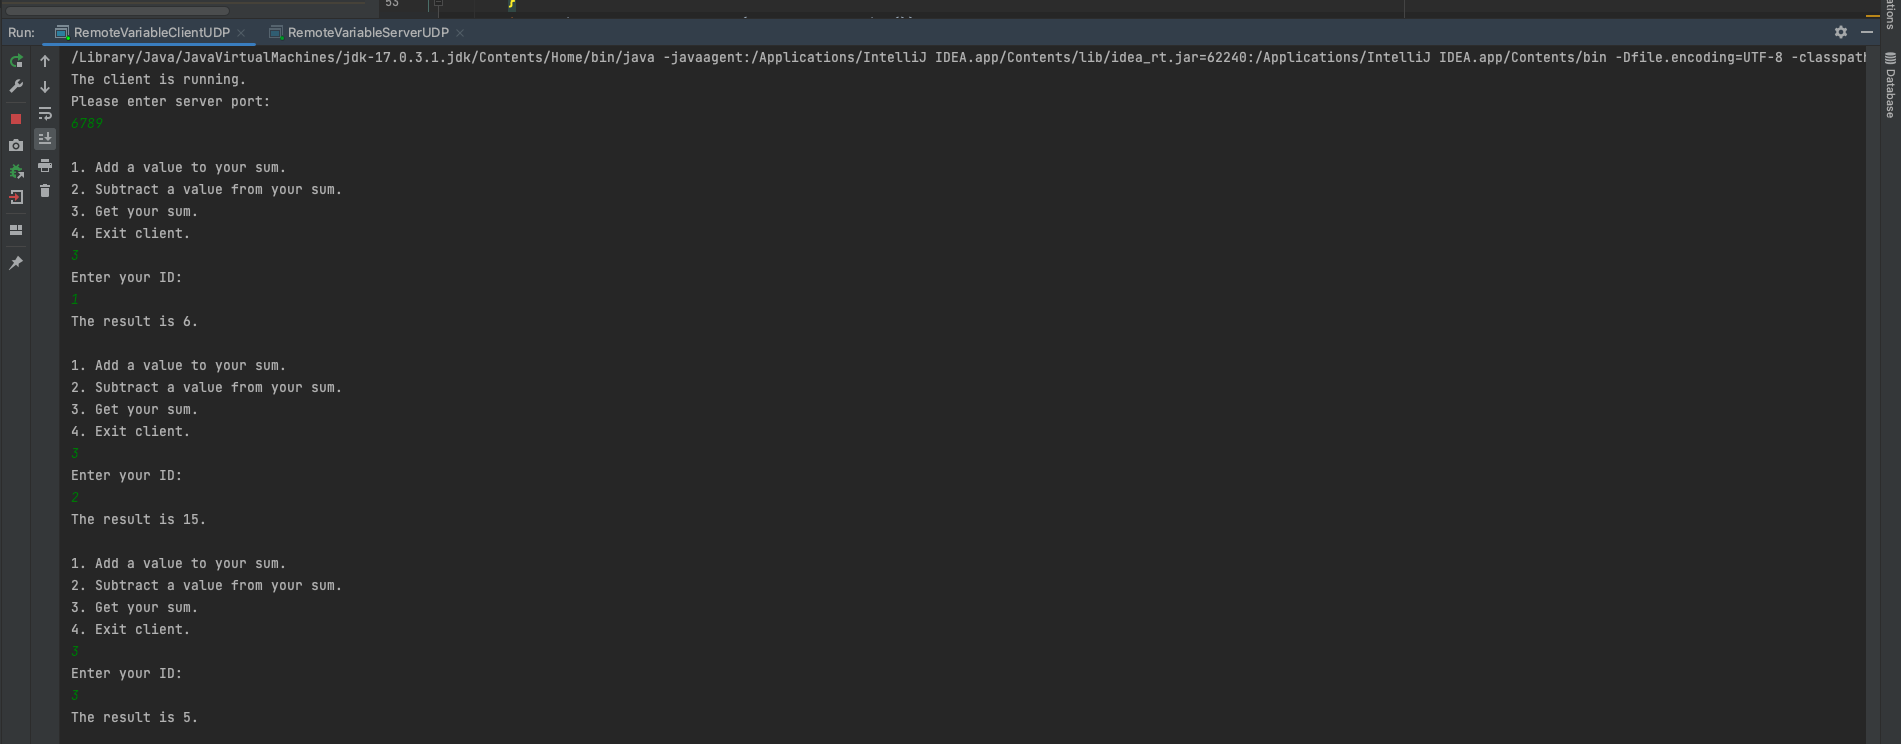 53
}
Run: RemoteVariableClientUDP RemoteVariableServerUDP
/Library/Java/JavaVirtualMachines/jdk-17.0.3.1.jdk/Contents/Home/bin/java -javaagent:/Applications/IntelliJ IDEA.app/Contents/lib/idea_rt.jar=62240:/Applications/IntelliJ IDEA.app/Contents/bin -Dfile.encoding=UTF-8 -classpath
The client is running.
Please enter server port:
6789
1. Add a value to your sum.
2. Subtract a value from your sum.
3. Get your sum.
4. Exit client.
3
Enter your ID:
1
The result is 6.
1. Add a value to your sum.
2. Subtract a value from your sum.
3. Get your sum.
4. Exit client.
3
Enter your ID:
2
The result is 15.
1. Add a value to your sum.
2. Subtract a value from your sum.
3. Get your sum.
4. Exit client.
3
Enter your ID:
3
The result is 5.
Database